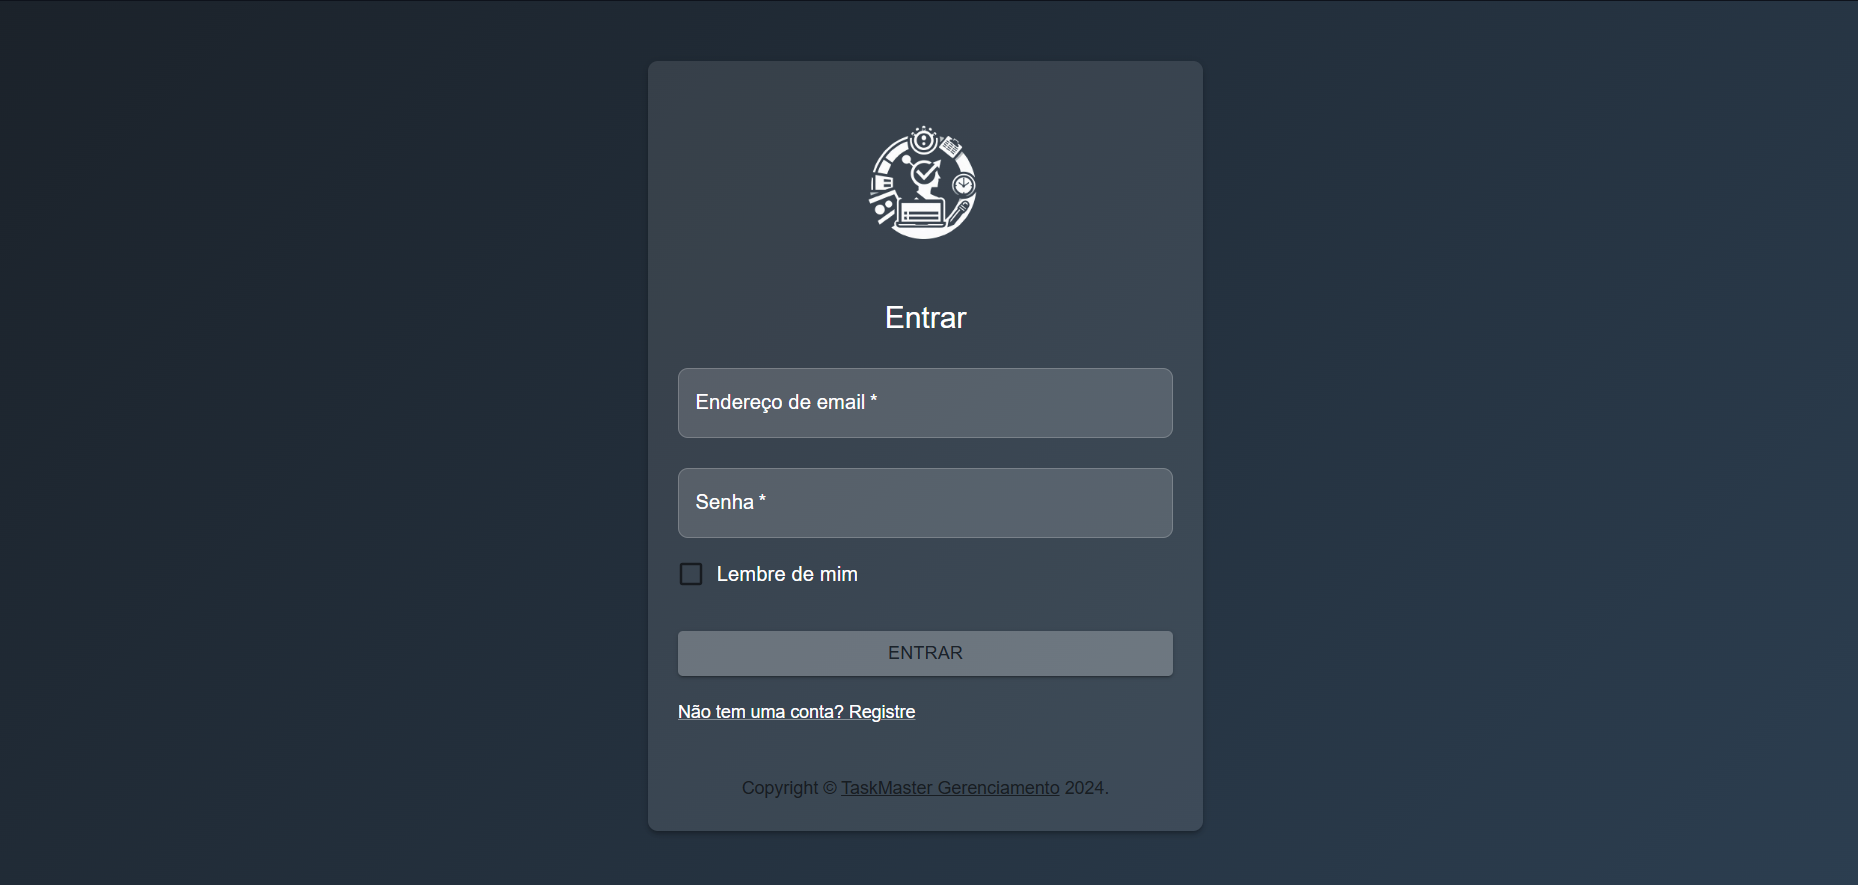 Entrar
Endereço de email *
Senha *
Lembre de mim
ENTRAR
Não tem uma conta? Registre
Copyright © TaskMaster Gerenciamento 2024.